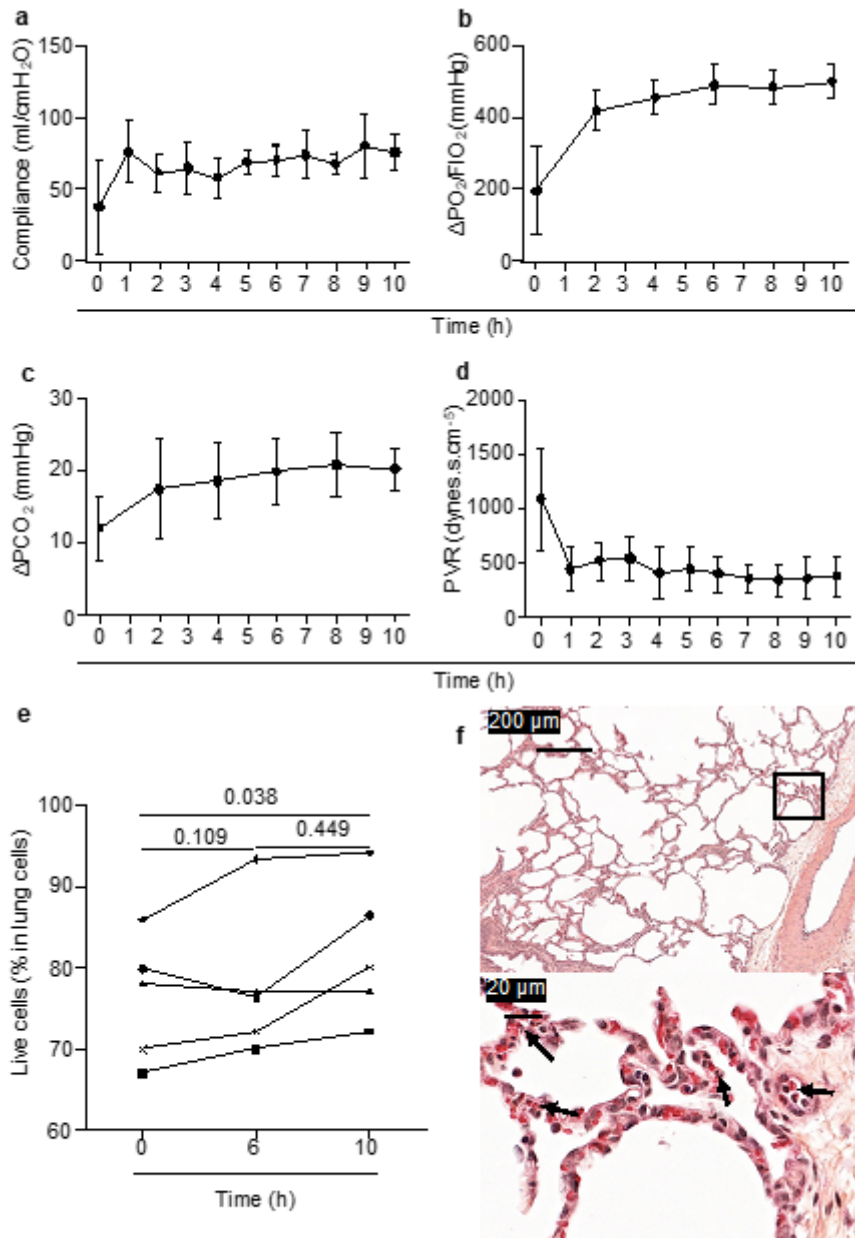 a
150
100
50
0
Compliance (ml/cmH₂O)
0 1 2 3 4 5 6 7 8 9 10
b
600
400
200
0
ΔPO₂/FIO₂ (mmHg)
0 1 2 3 4 5 6 7 8 9 10
Time (h)
c
30
20
10
0
ΔPCO₂ (mmHg)
0 1 2 3 4 5 6 7 8 9 10
d
2000
1500
1000
500
0
PVR (dynes.s.cm⁻⁵)
0 1 2 3 4 5 6 7 8 9 10
Time (h)
e
100
90
80
70
60
Live cells (% in lung cells)
0.038
0.109
0.449
0 6 10
Time (h)
f
200 µm
20 µm